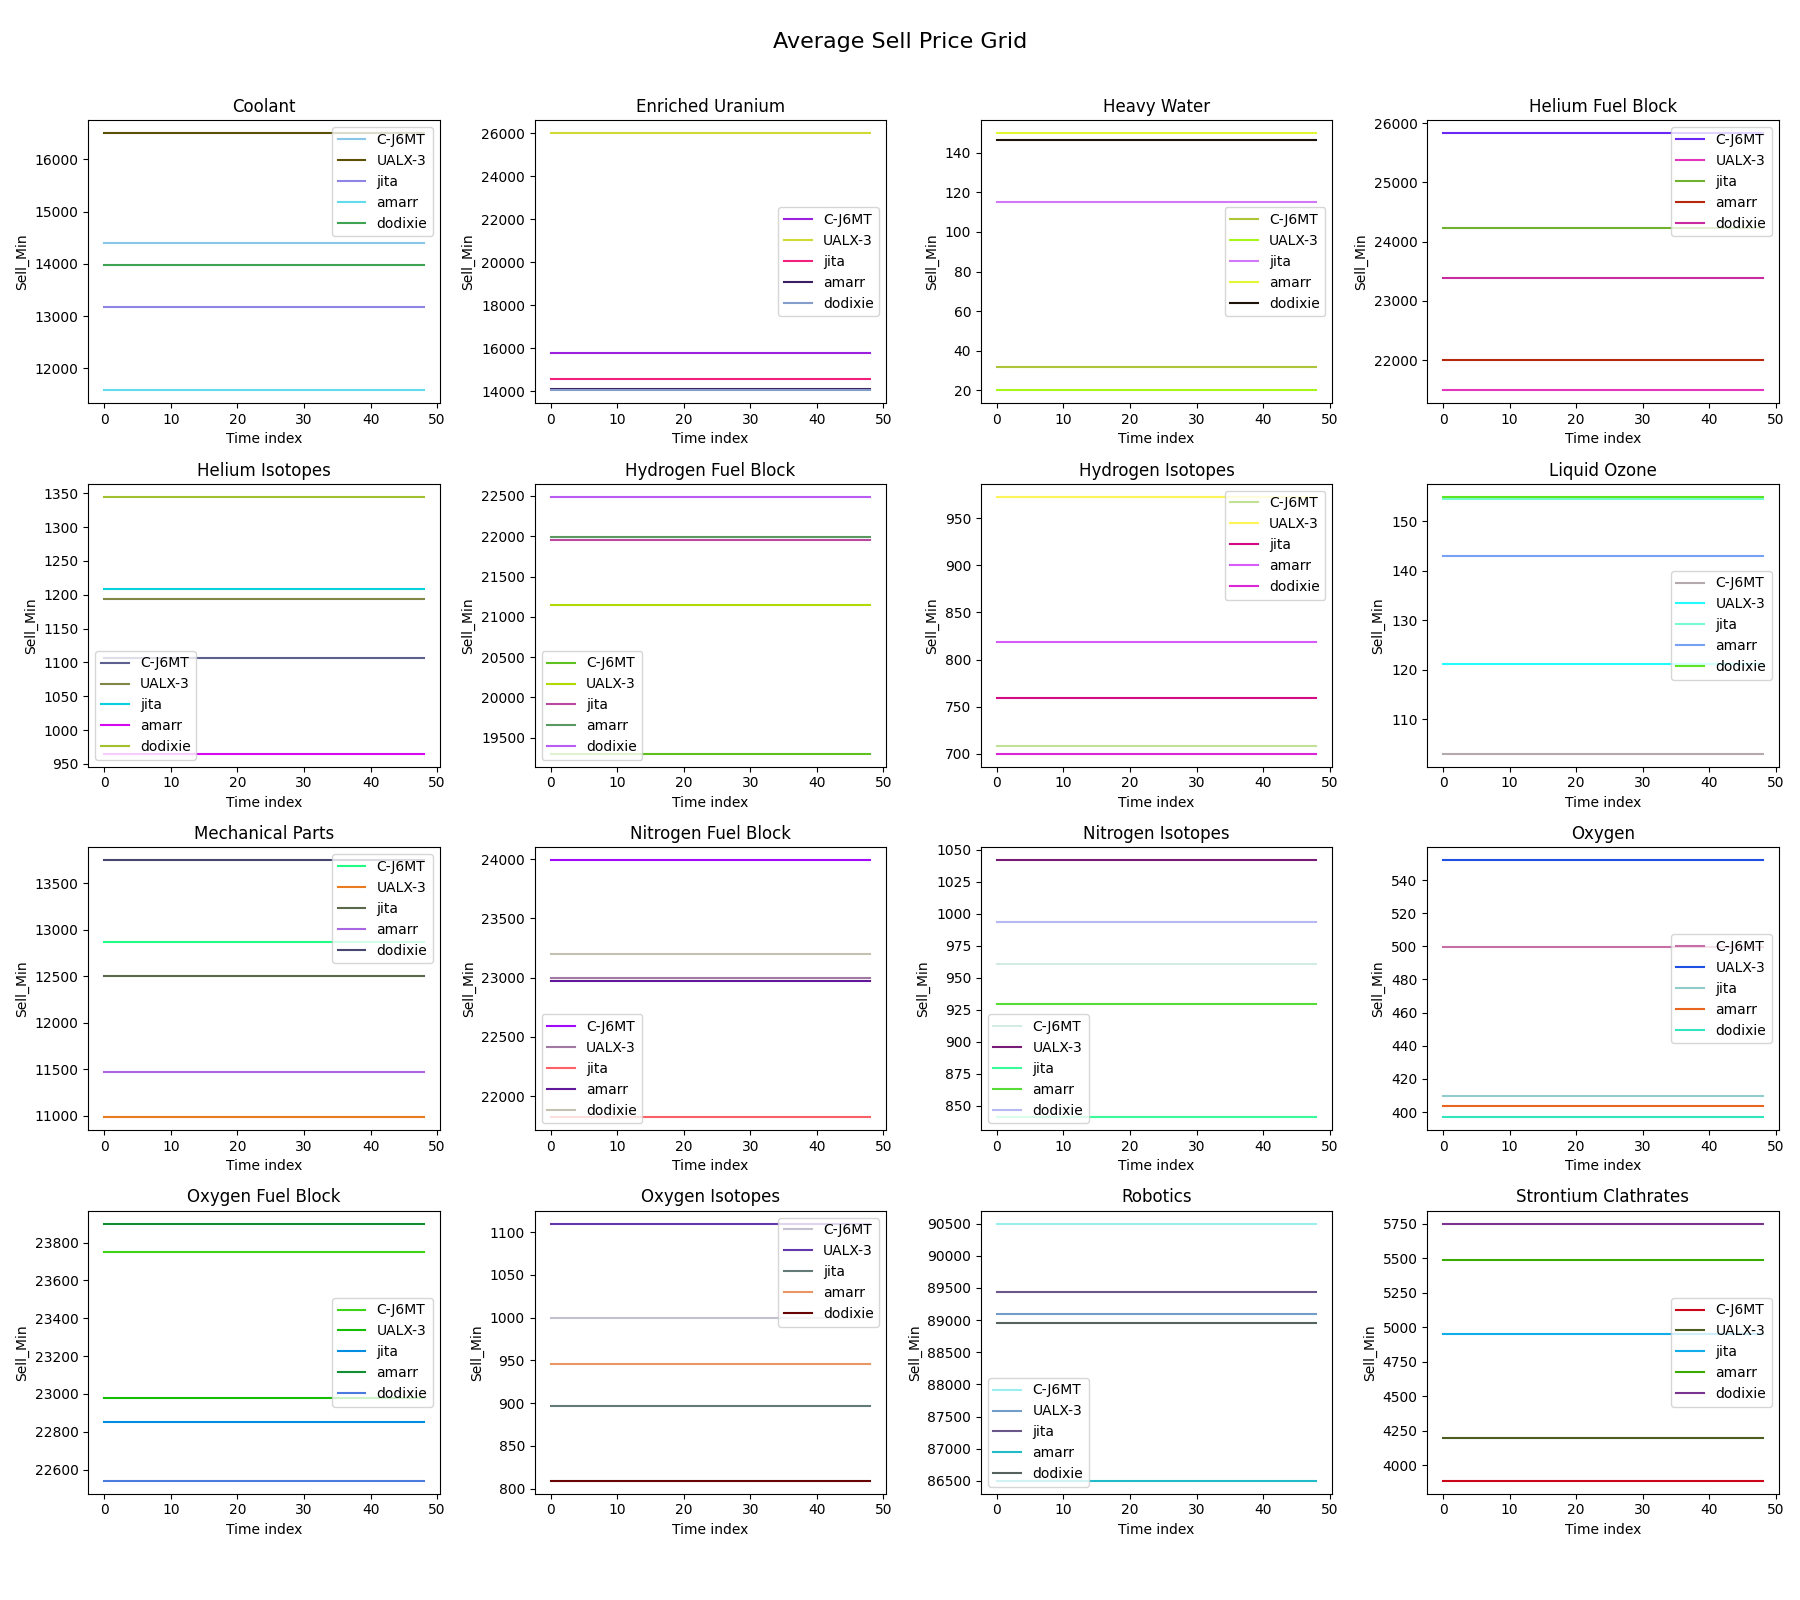 Average Sell Price Grid
Coolant
Sell_Min
16000
15000
14000
13000
12000
0 10 20 30 40 50
Time index
C-J6MT
UALX-3
jita
amarr
dodixie
Enriched Uranium
Sell_Min
26000
24000
22000
20000
18000
16000
14000
0 10 20 30 40 50
Time index
C-J6MT
UALX-3
jita
amarr
dodixie
Heavy Water
Sell_Min
140
120
100
80
60
40
20
0 10 20 30 40 50
Time index
C-J6MT
UALX-3
jita
amarr
dodixie
Helium Fuel Block
Sell_Min
26000
25000
24000
23000
22000
0 10 20 30 40 50
Time index
C-J6MT
UALX-3
jita
amarr
dodixie
Helium Isotopes
Sell_Min
1350
1300
1250
1200
1150
1100
1050
1000
950
0 10 20 30 40 50
Time index
C-J6MT
UALX-3
jita
amarr
dodixie
Hydrogen Fuel Block
Sell_Min
22500
22000
21500
21000
20500
20000
19500
0 10 20 30 40 50
Time index
C-J6MT
UALX-3
jita
amarr
dodixie
Hydrogen Isotopes
Sell_Min
950
900
850
800
750
700
0 10 20 30 40 50
Time index
C-J6MT
UALX-3
jita
amarr
dodixie
Liquid Ozone
Sell_Min
150
140
130
120
110
0 10 20 30 40 50
Time index
C-J6MT
UALX-3
jita
amarr
dodixie
Mechanical Parts
Sell_Min
13500
13000
12500
12000
11500
11000
0 10 20 30 40 50
Time index
C-J6MT
UALX-3
jita
amarr
dodixie
Nitrogen Fuel Block
Sell_Min
24000
23500
23000
22500
22000
0 10 20 30 40 50
Time index
C-J6MT
UALX-3
jita
amarr
dodixie
Nitrogen Isotopes
Sell_Min
1050
1025
1000
975
950
925
900
875
850
0 10 20 30 40 50
Time index
C-J6MT
UALX-3
jita
amarr
dodixie
Oxygen
Sell_Min
540
520
500
480
460
440
420
400
0 10 20 30 40 50
Time index
C-J6MT
UALX-3
jita
amarr
dodixie
Oxygen Fuel Block
Sell_Min
23800
23600
23400
23200
23000
22800
22600
0 10 20 30 40 50
Time index
C-J6MT
UALX-3
jita
amarr
dodixie
Oxygen Isotopes
Sell_Min
1100
1050
1000
950
900
850
800
0 10 20 30 40 50
Time index
C-J6MT
UALX-3
jita
amarr
dodixie
Robotics
Sell_Min
90500
90000
89500
89000
88500
88000
87500
87000
86500
0 10 20 30 40 50
Time index
C-J6MT
UALX-3
jita
amarr
dodixie
Strontium Clathrates
Sell_Min
5750
5500
5250
5000
4750
4500
4250
4000
0 10 20 30 40 50
Time index
C-J6MT
UALX-3
jita
amarr
dodixie